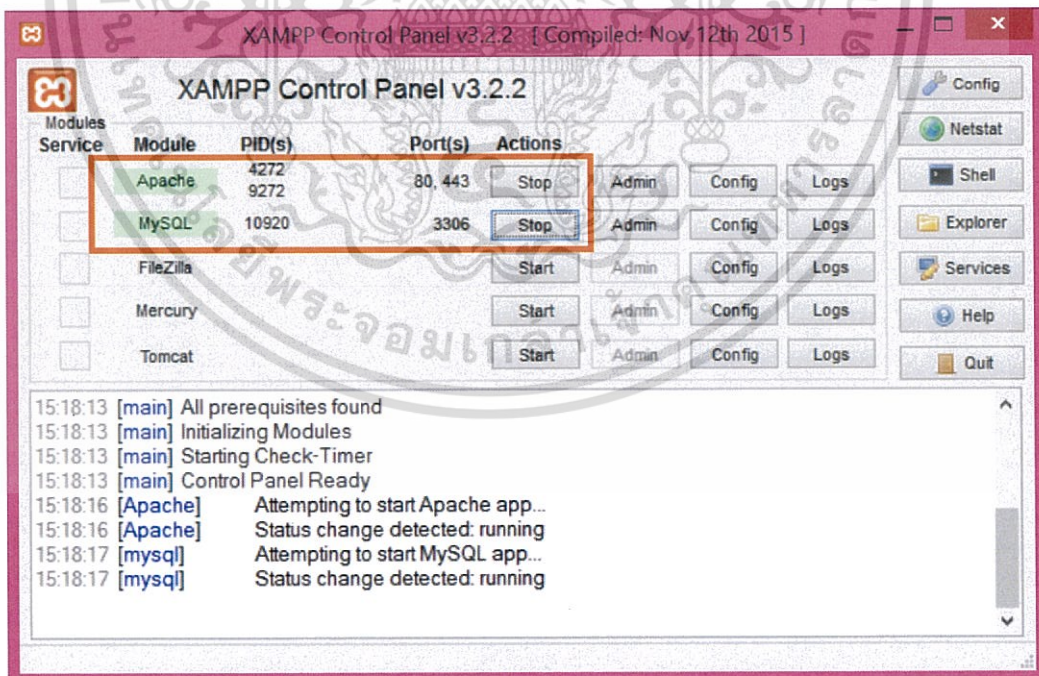 XAMPP Control Panel v3.2.2 [ Compiled: Nov 12th 2015 ]
XAMPP Control Panel v3.2.2
Config
Modules
Service Module PID(s) Port(s) Actions
Netstat
Apache 4272 9272 80, 443 Stop Admin Config Logs
Shell
MySQL 10920 3306 Stop Admin Config Logs
Explorer
FileZilla Start Admin Config Logs
Services
Mercury Start Admin Config Logs
Help
Tomcat Start Admin Config Logs
Quit
15:18:13 [main] All prerequisites found
15:18:13 [main] Initializing Modules
15:18:13 [main] Starting Check-Timer
15:18:13 [main] Control Panel Ready
15:18:16 [Apache] Attempting to start Apache app...
15:18:16 [Apache] Status change detected: running
15:18:17 [mysql] Attempting to start MySQL app...
15:18:17 [mysql] Status change detected: running